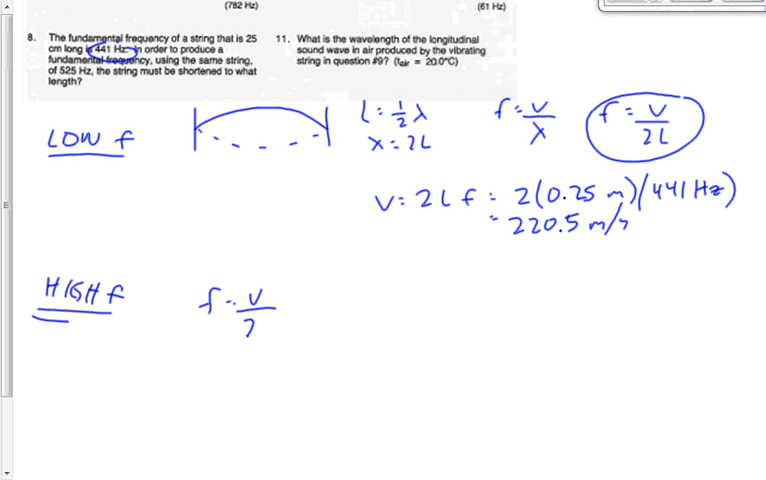 (782 Hz)
(61 Hz)
8. The fundamental frequency of a string that is 25
cm long is 441 Hz. In order to produce a
fundamental frequency, using the same string,
of 525 Hz, the string must be shortened to what
length?
11. What is the wavelength of the longitudinal
sound wave in air produced by the vibrating
string in question #9? (tair = 20.0°C)
LOW f
L = 1/2 λ
λ = 2L
f = v/λ
f = v/2L
v = 2Lf = 2(0.25 m)(441 Hz)
= 220.5 m/s
HIGH f
f = v/2